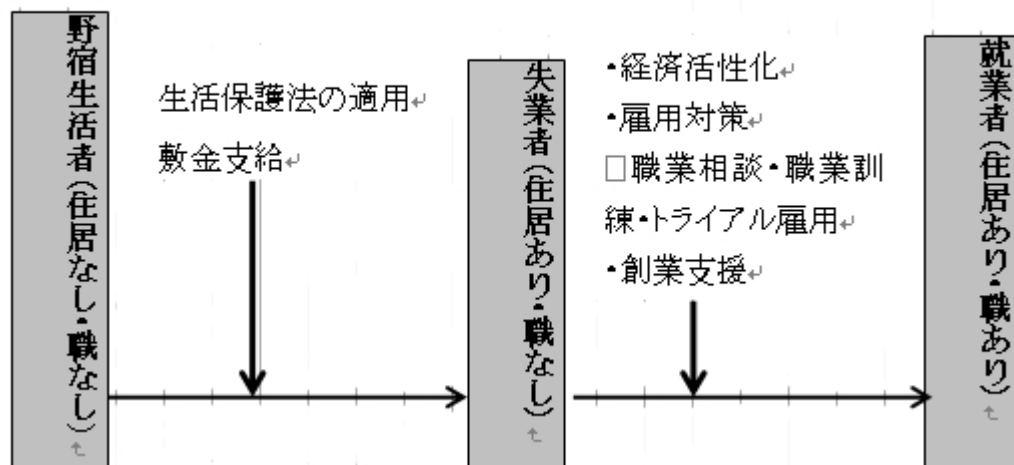 野宿生活者(住居なし・職なし)
生活保護法の適用
敷金支給
失業者(住居あり・職なし)
・経済活性化
・雇用対策
□職業相談・職業訓
練・トライアル雇用
・創業支援
就業者(住居あり・職あり)